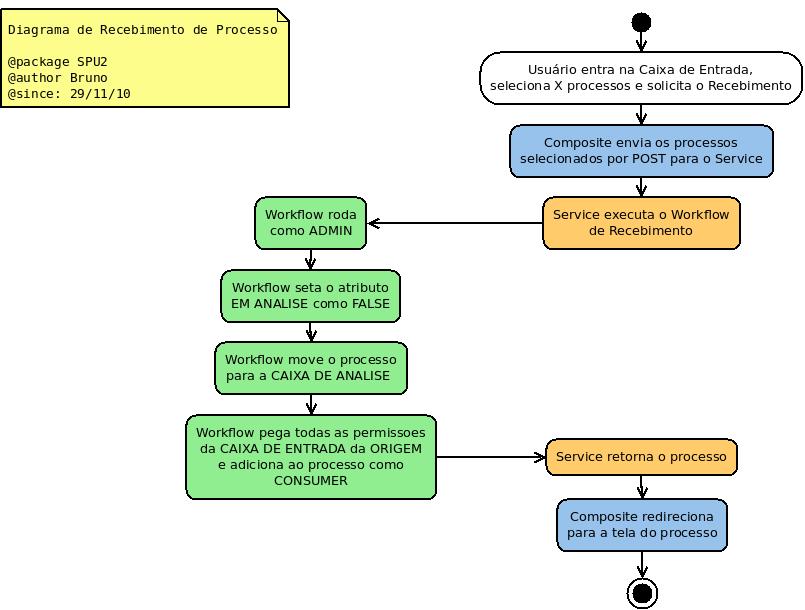 Diagrama de Recebimento de Processo
@package SPU2
@author Bruno
@since: 29/11/10
Usuário entra na Caixa de Entrada,
seleciona X processos e solicita o Recebimento
Composite envia os processos
selecionados por POST para o Service
Service executa o Workflow
de Recebimento
Workflow roda
como ADMIN
Workflow seta o atributo
EM ANALISE como FALSE
Workflow move o processo
para a CAIXA DE ANALISE
Workflow pega todas as permissoes
da CAIXA DE ENTRADA da ORIGEM
e adiciona ao processo como
CONSUMER
Service retorna o processo
Composite redireciona
para a tela do processo